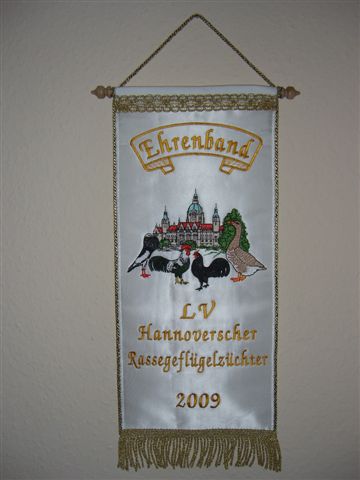 Ehrenband
LV
Hannoverscher
Rassegeflügelzüchter
2009